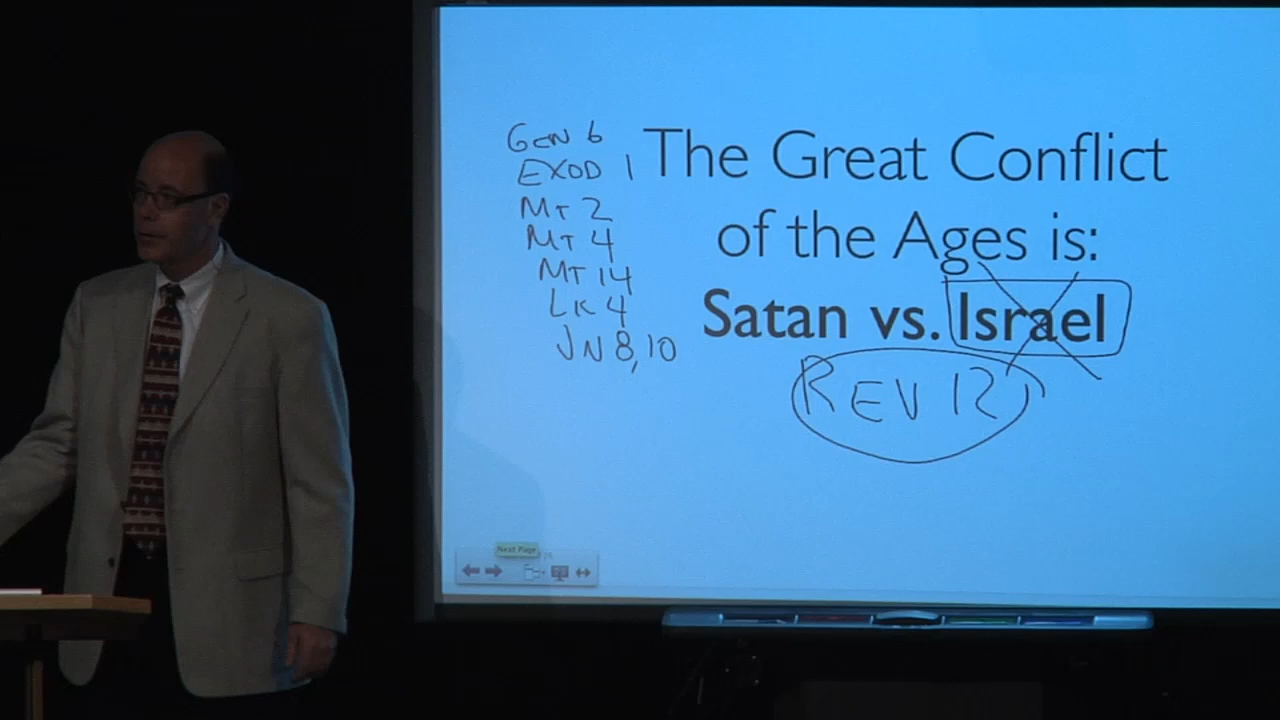 Gen 6
EXOD 1
MT 2
MT 4
MT 14
LK 4
JN 8, 10
The Great Conflict
of the Ages is:
Satan vs. Israel
REV 12
Next Page